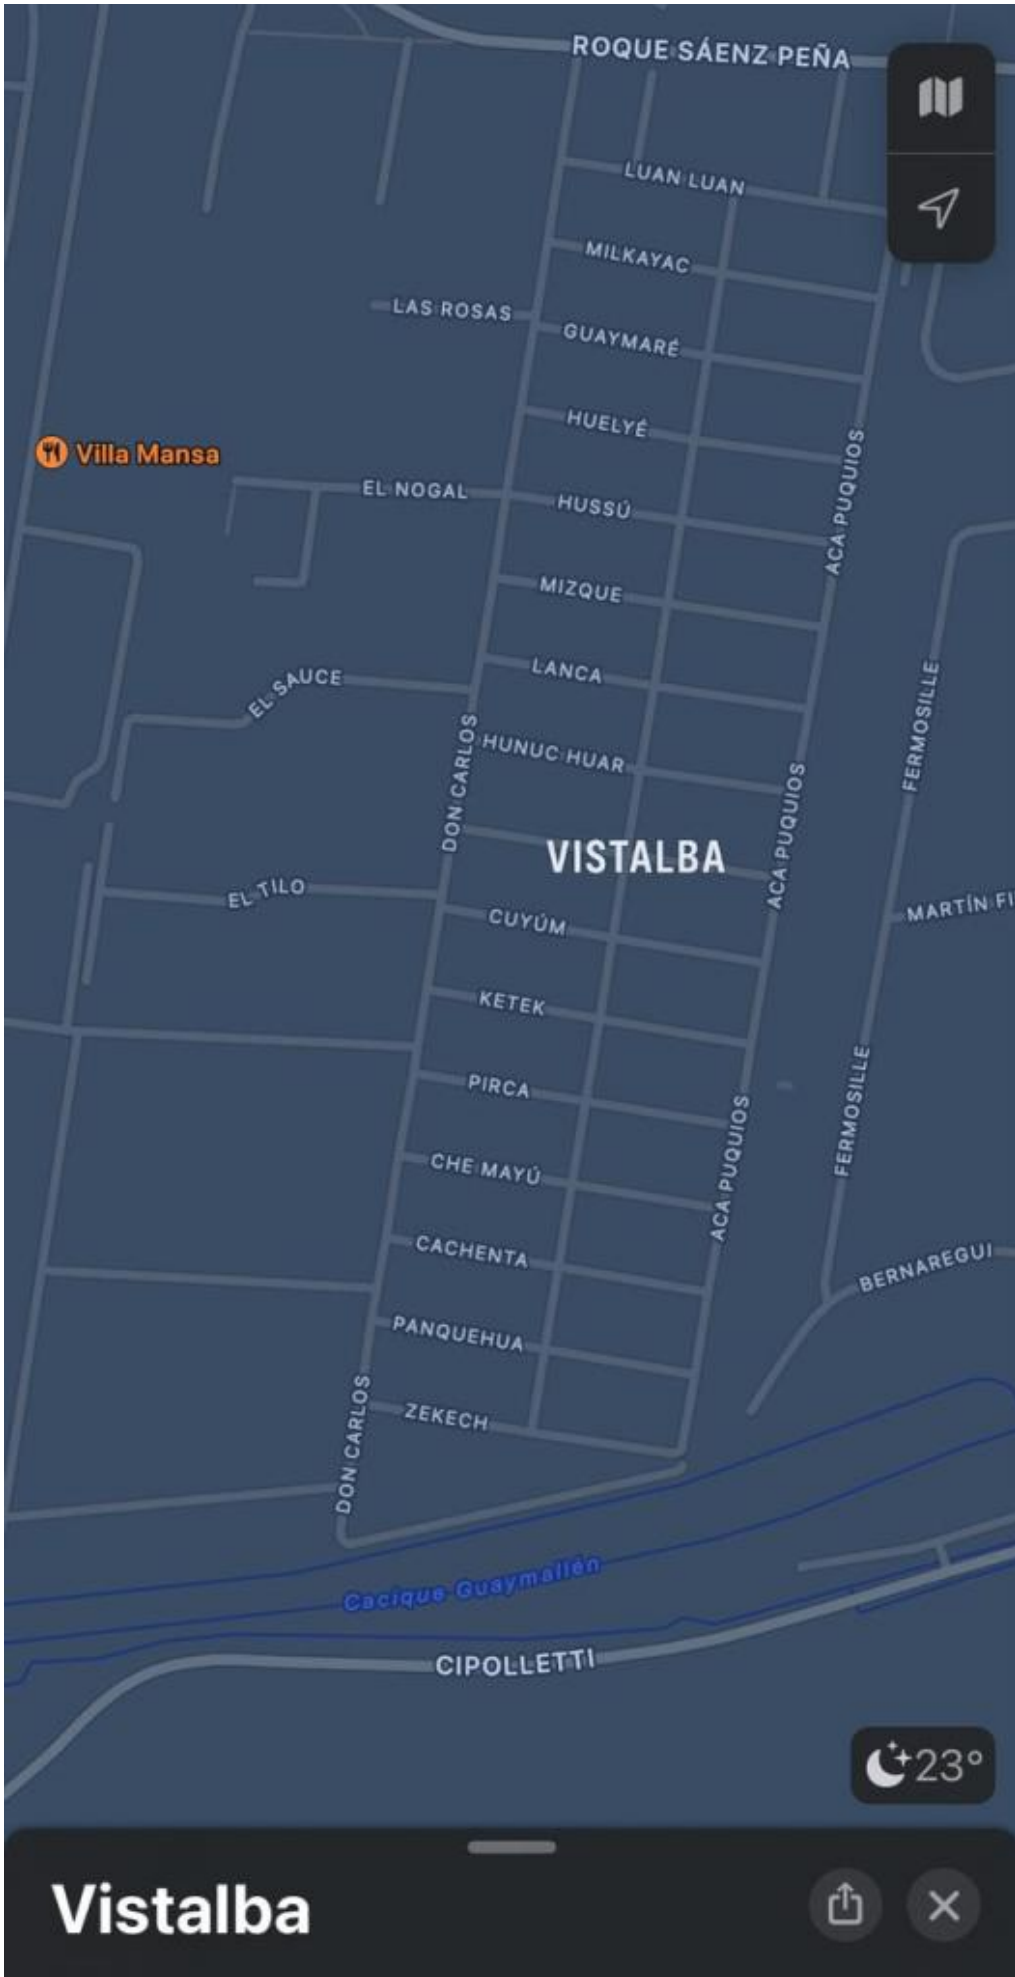 ROQUE SÁENZ PEÑA
LUAN LUAN
MILKAYAC
LAS ROSAS
GUAYMARÉ
HUELYÉ
Villa Mansa
EL NOGAL
HUSSÚ
ACA PUQUIOS
MIZQUE
LANCA
EL SAUCE
FERMOSILLE
HUNUC HUAR
DON CARLOS
ACA PUQUIOS
VISTALBA
EL TILO
CUYÚM
MARTÍN FI
KETEK
PIRCA
FERMOSILLE
CHE MAYÚ
ACA PUQUIOS
CACHENTA
BERNAREGUI
PANQUEHUA
ZEKECH
DON CARLOS
Cacique Guaymallén
CIPOLLETTI
23°
Vistalba